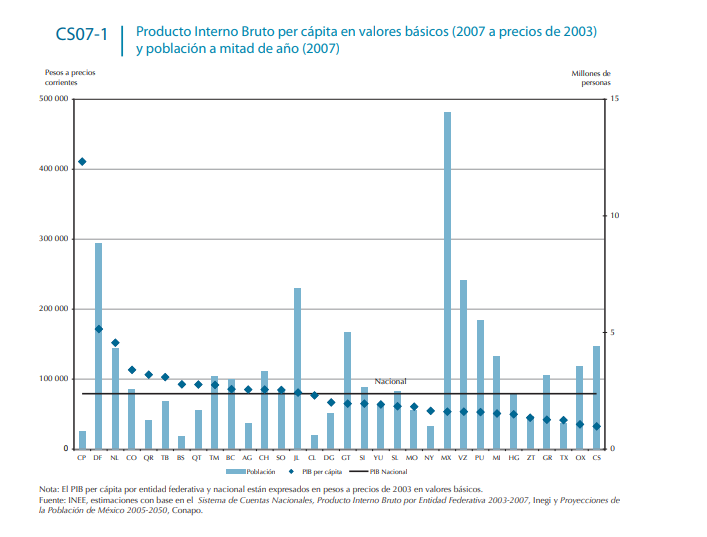 CS07-1
Producto Interno Bruto per cápita en valores básicos (2007 a precios de 2003)
y población a mitad de año (2007)
Pesos a precios
corrientes
Millones de
personas
500 000
400 000
300 000
200 000
100 000
0
15
10
5
0
Nacional
CP DF NL CO QR TB BS QT TM BC AG CH SO JL CL DG GT SI YU SL MO NY MX VZ PU MI HG ZT GR TX OX CS
Población PIB per cápita PIB Nacional
Nota: El PIB per cápita por entidad federativa y nacional están expresados en pesos a precios de 2003 en valores básicos.
Fuente: INEE, estimaciones con base en el Sistema de Cuentas Nacionales, Producto Interno Bruto por Entidad Federativa 2003-2007, Inegi y Proyecciones de
la Población de México 2005-2050, Conapo.